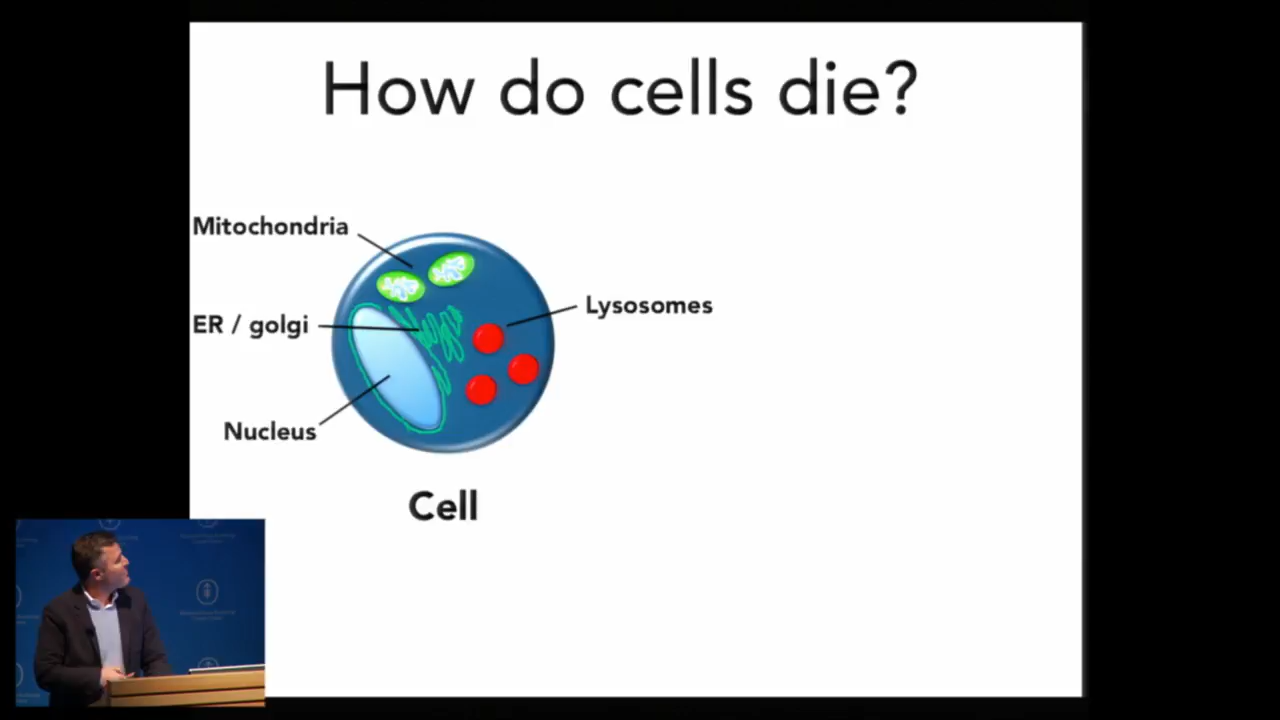 How do cells die?
Mitochondria
Lysosomes
ER / golgi
Nucleus
Cell